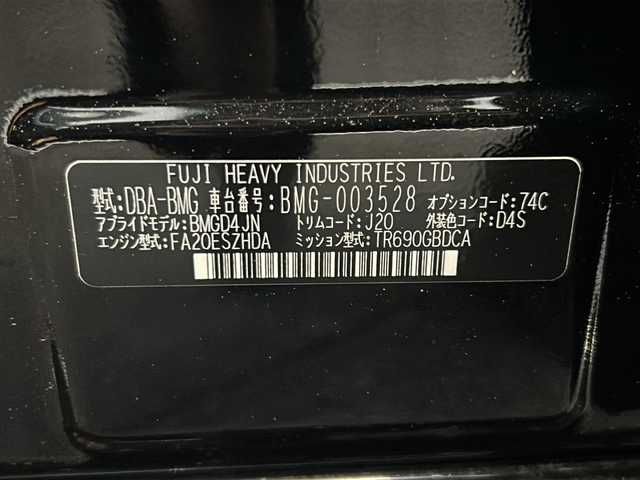 FUJI HEAVY INDUSTRIES LTD.
型式:DBA-BMG 車台番号:BMG-003528 オプションコード:74C
アプライドモデル:BMGD4JN トリムコード:J20 外装色コード:D4S
エンジン型式:FA20ESZHDA ミッション型式:TR690GBDCA